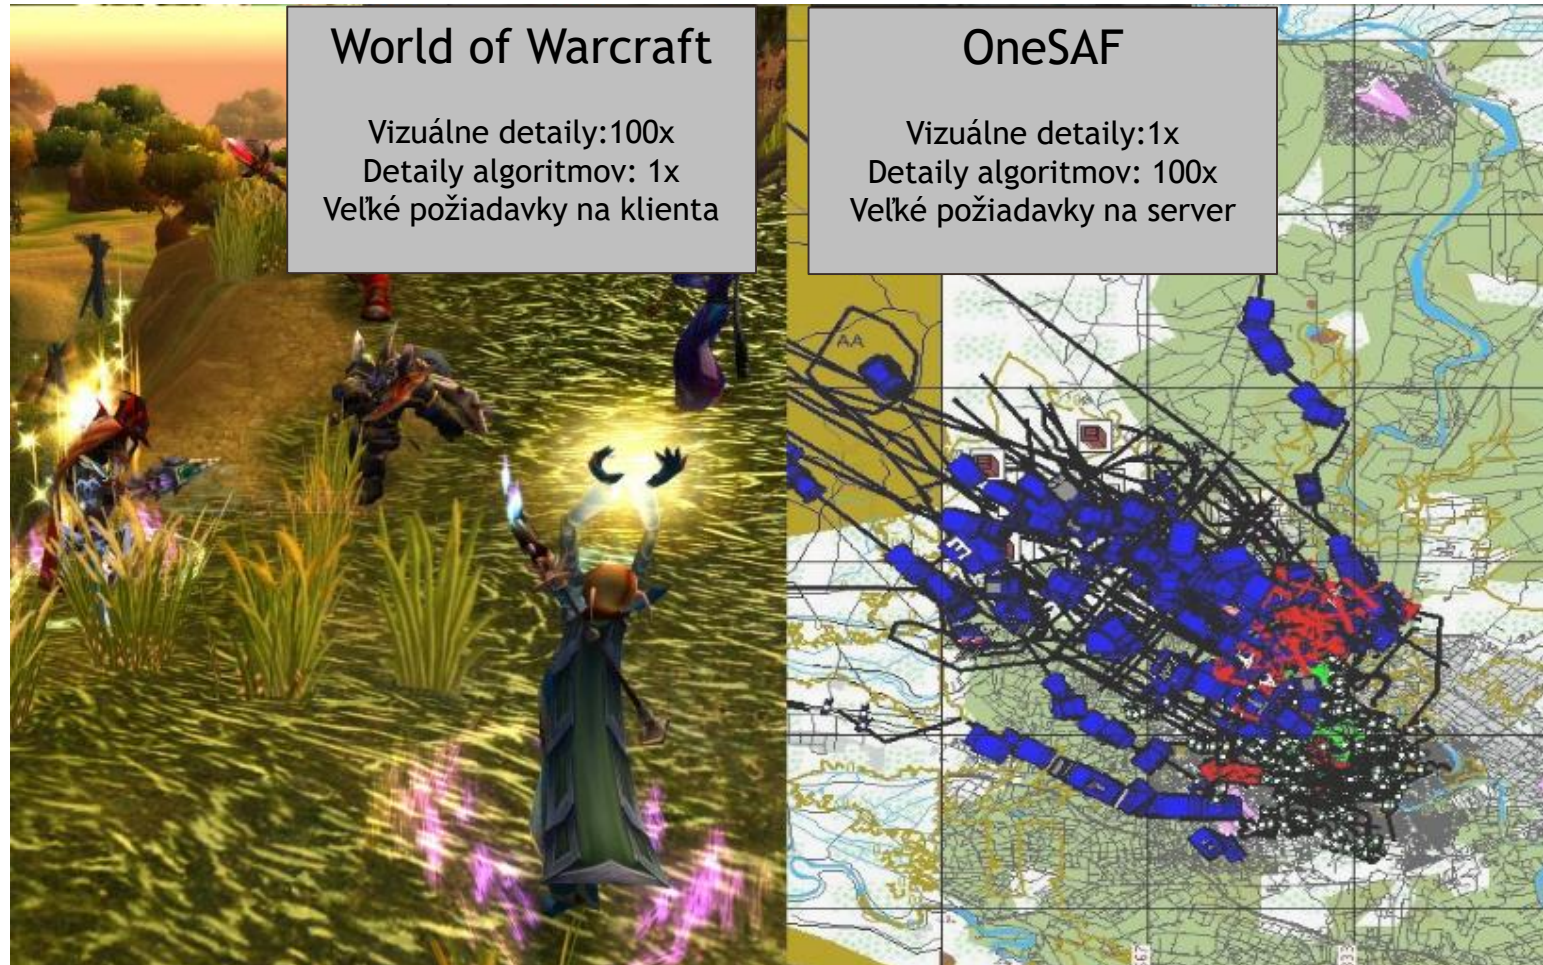 World of Warcraft
Vizuálne detaily:100x
Detaily algoritmov: 1x
Veľké požiadavky na klienta
OneSAF
Vizuálne detaily:1x
Detaily algoritmov: 100x
Veľké požiadavky na server
AA